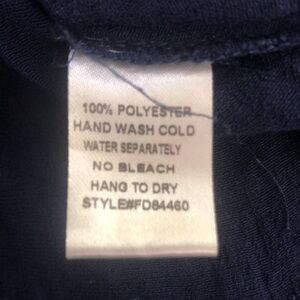 100% POLYESTER
HAND WASH COLD
WATER SEPARATELY
NO BLEACH
HANG TO DRY
STYLE#FD84460